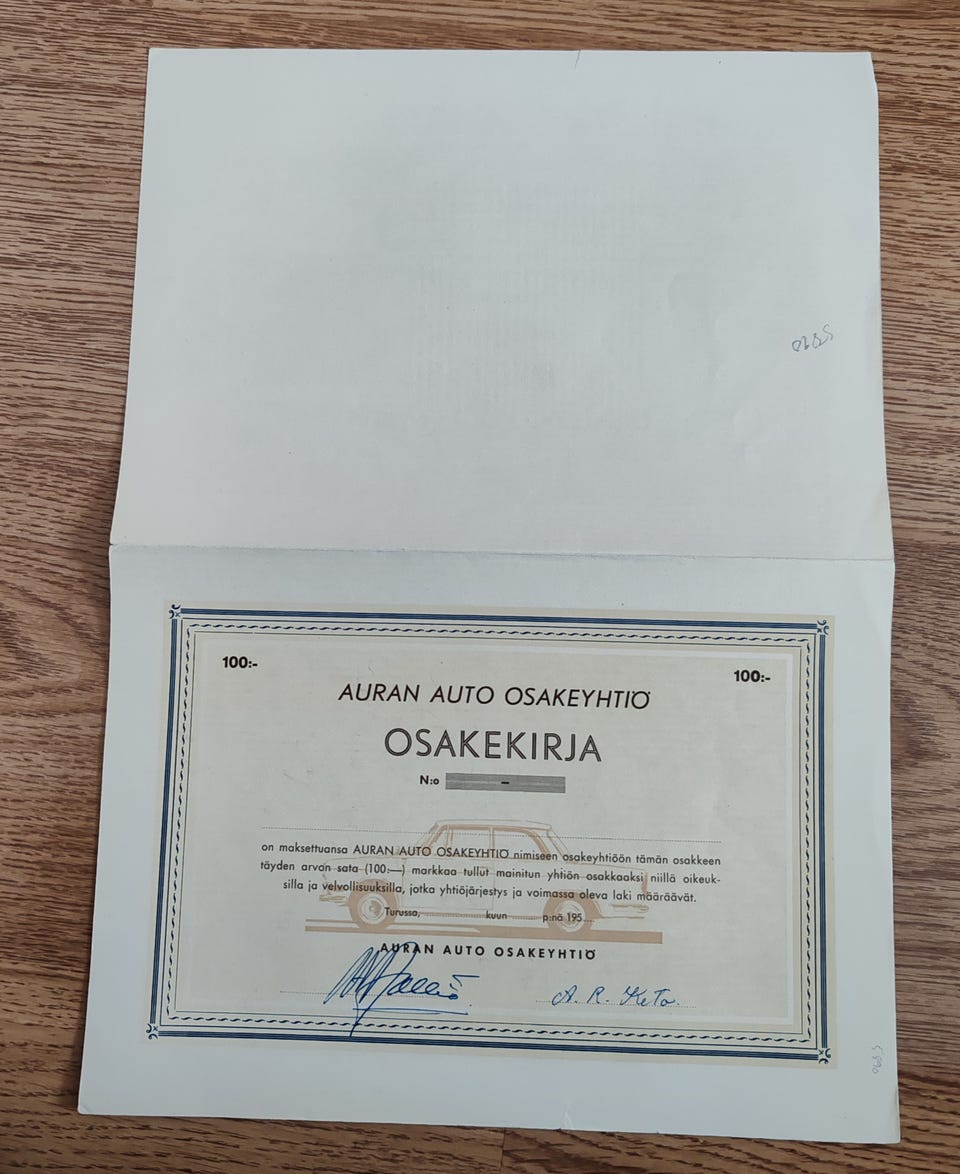 100:-
100:-
AURAN AUTO OSAKEYHTIÖ
OSAKEKIRJA
N:o -
on maksettuansa AURAN AUTO OSAKEYHTIÖ nimiseen osakeyhtiöön tämän osakkeen
täyden arvon sata (100:—) markkaa tullut mainitun yhtiön osakkaaksi niillä oikeuk-
silla ja velvollisuuksilla, jotka yhtiöjärjestys ja voimassa oleva laki määräävät.
Turussa, kuun p:nä 195
AURAN AUTO OSAKEYHTIÖ
A. R. Keto.